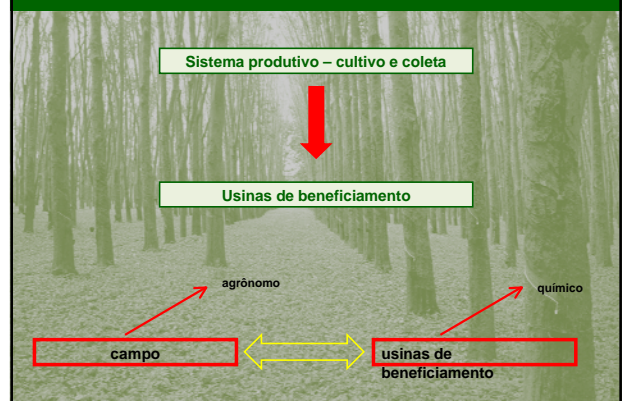 Sistema produtivo – cultivo e coleta
Usinas de beneficiamento
agrônomo
químico
campo
usinas de
beneficiamento